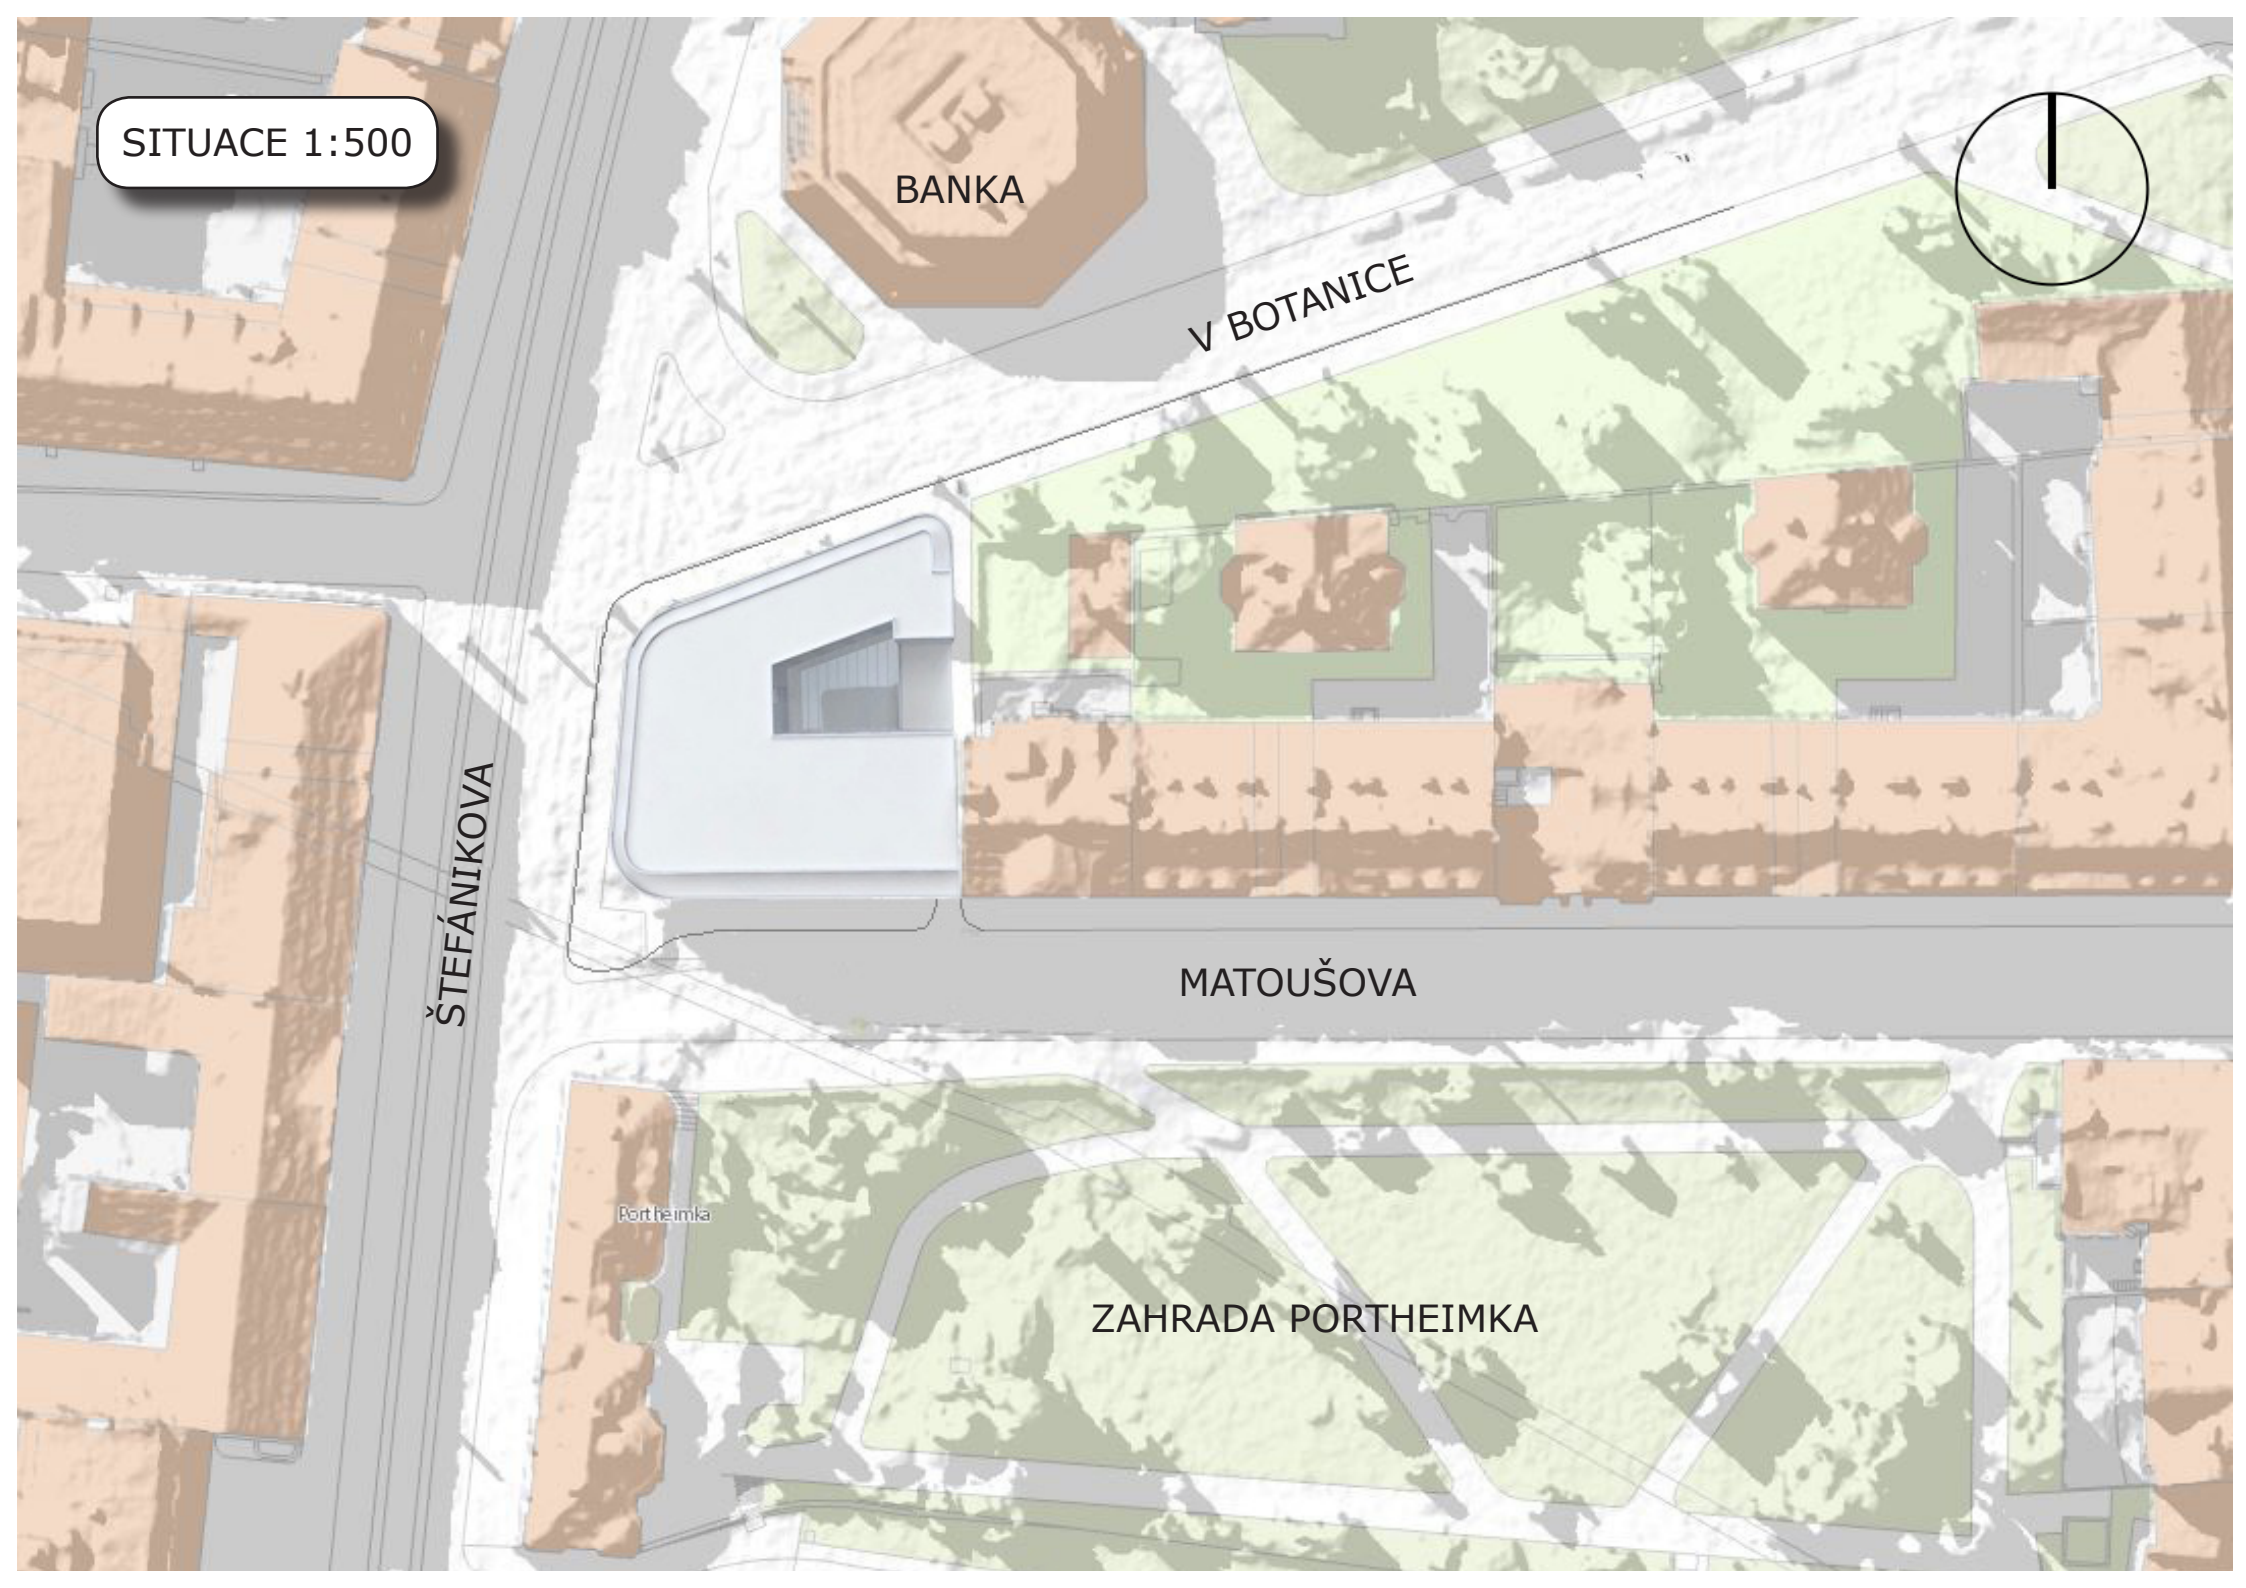 SITUACE 1:500
BANKA
V BOTANICE
ŠTEFÁNIKOVA
MATOUŠOVA
Portheimka
ZAHRADA PORTHEIMKA